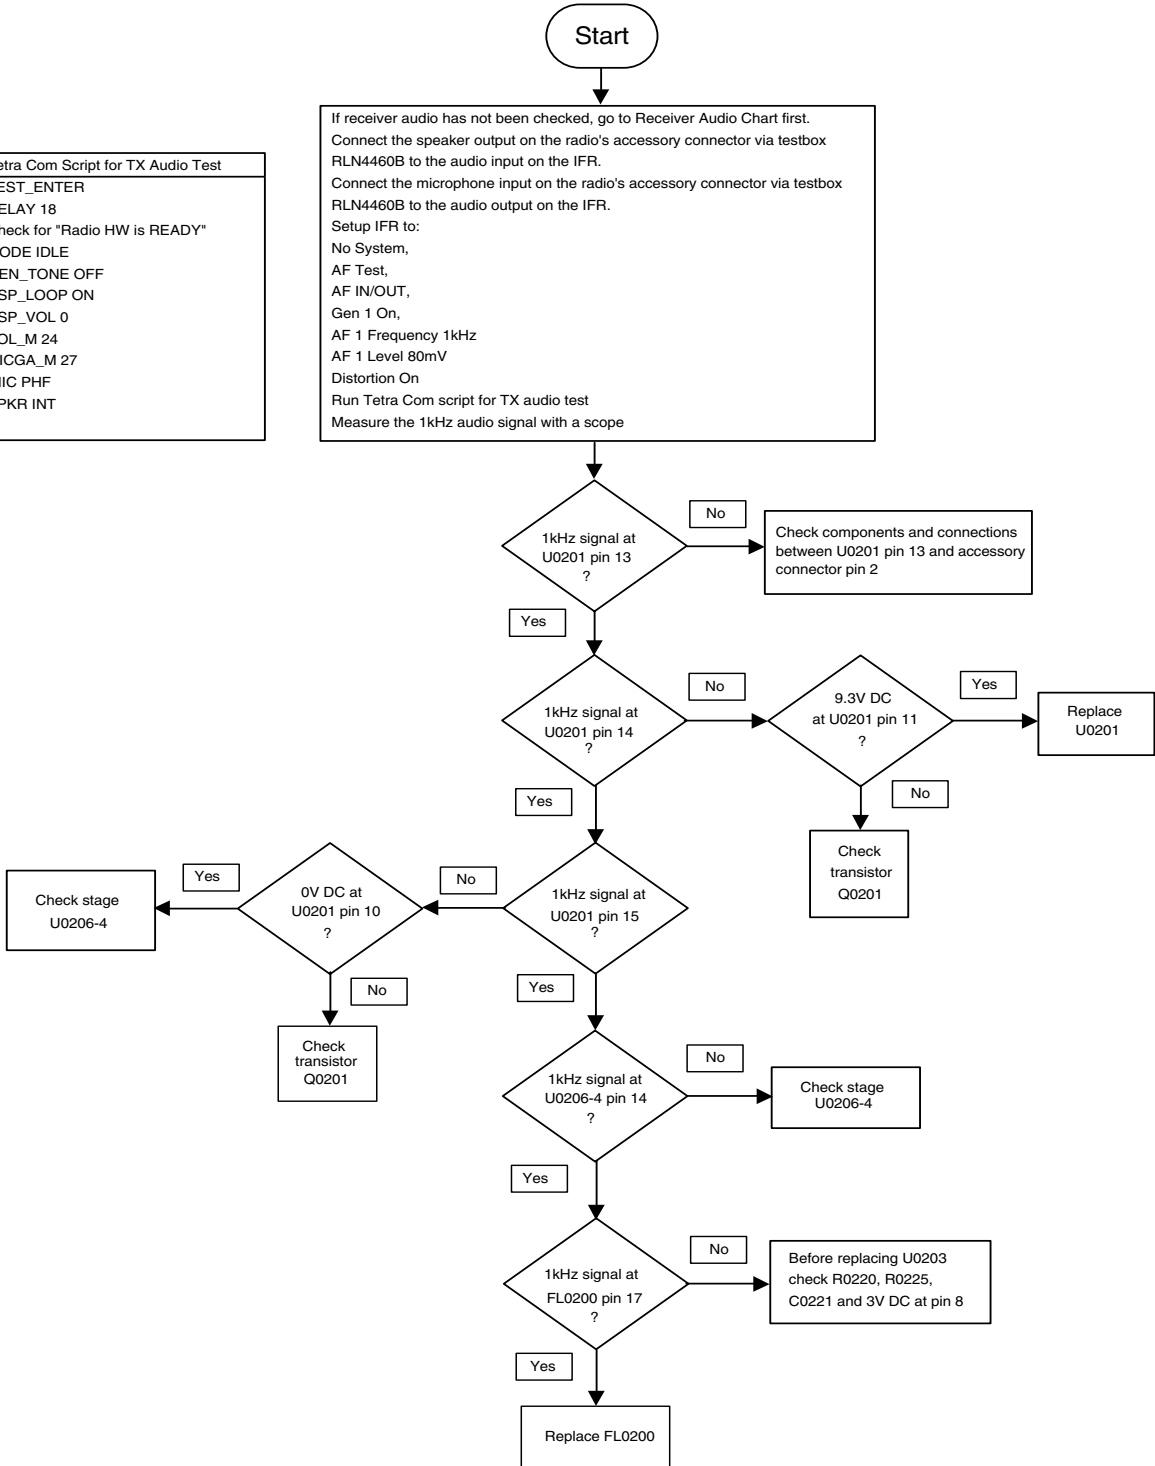 Start
If receiver audio has not been checked, go to Receiver Audio Chart first.
Connect the speaker output on the radio's accessory connector via testbox
RLN4460B to the audio input on the IFR.
Connect the microphone input on the radio's accessory connector via testbox
RLN4460B to the audio output on the IFR.
Setup IFR to:
No System,
AF Test,
AF IN/OUT,
Gen 1 On,
AF 1 Frequency 1kHz
AF 1 Level 80mV
Distortion On
Run Tetra Com script for TX audio test
Measure the 1kHz audio signal with a scope
etra Com Script for TX Audio Test
EST_ENTER
ELAY 18
heck for "Radio HW is READY"
ODE IDLE
EN_TONE OFF
SP_LOOP ON
SP_VOL 0
OL_M 24
ICGA_M 27
IIC PHF
PKR INT
1kHz signal at
U0201 pin 13
?
No
Check components and connections
between U0201 pin 13 and accessory
connector pin 2
Yes
1kHz signal at
U0201 pin 14
?
No
9.3V DC
at U0201 pin 11
?
Yes
Replace
U0201
No
Check
transistor
Q0201
Yes
1kHz signal at
U0201 pin 15
?
No
0V DC at
U0201 pin 10
?
Yes
Check stage
U0206-4
No
Check
transistor
Q0201
Yes
1kHz signal at
U0206-4 pin 14
?
No
Check stage
U0206-4
Yes
1kHz signal at
FL0200 pin 17
?
No
Before replacing U0203
check R0220, R0225,
C0221 and 3V DC at pin 8
Yes
Replace FL0200